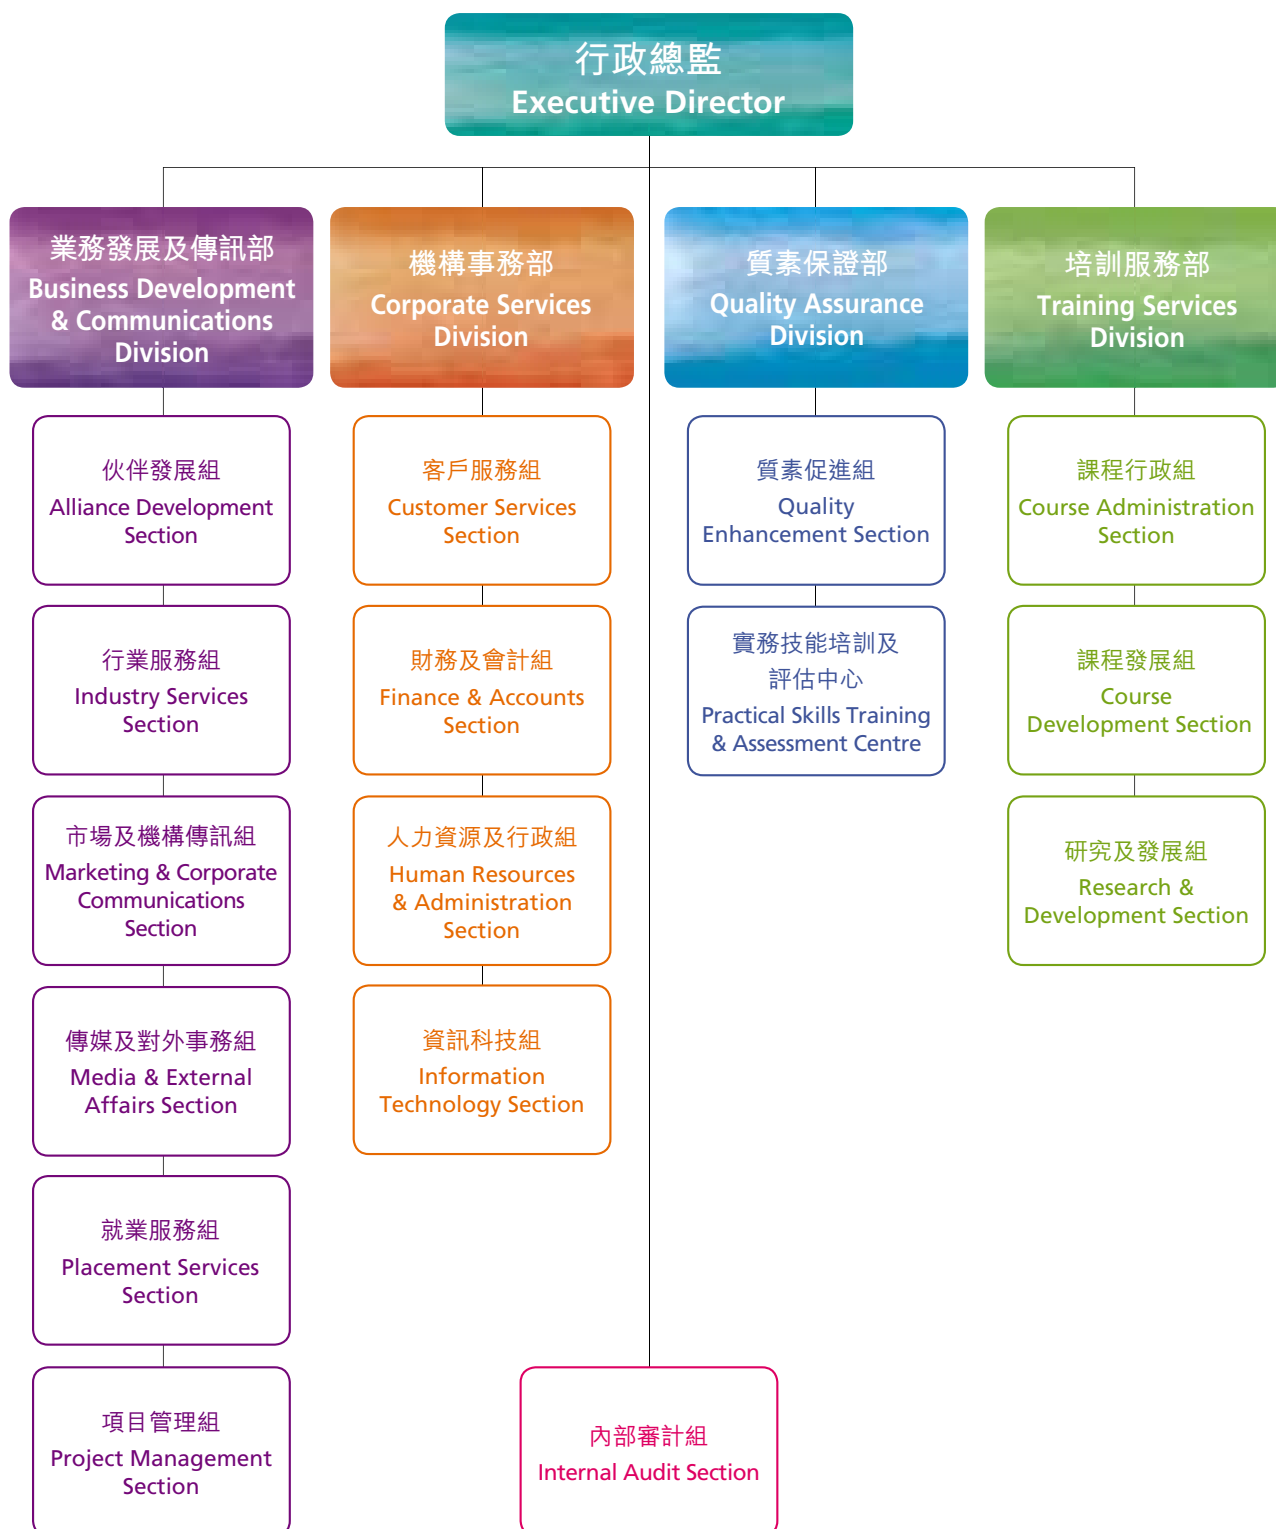 行政總監
Executive Director
業務發展及傳訊部
Business Development
& Communications
Division
伙伴發展組
Alliance Development
Section
行業服務組
Industry Services
Section
市場及機構傳訊組
Marketing & Corporate
Communications
Section
傳媒及對外事務組
Media & External
Affairs Section
就業服務組
Placement Services
Section
項目管理組
Project Management
Section
機構事務部
Corporate Services
Division
客戶服務組
Customer Services
Section
財務及會計組
Finance & Accounts
Section
人力資源及行政組
Human Resources
& Administration
Section
資訊科技組
Information
Technology Section
內部審計組
Internal Audit Section
質素保證部
Quality Assurance
Division
質素促進組
Quality
Enhancement Section
實務技能培訓及
評估中心
Practical Skills Training
& Assessment Centre
培訓服務部
Training Services
Division
課程行政組
Course Administration
Section
課程發展組
Course
Development Section
研究及發展組
Research &
Development Section